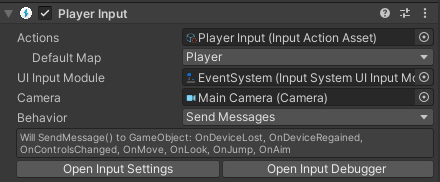 Player Input
Actions
Player Input (Input Action Asset)
Default Map
Player
UI Input Module
EventSystem (Input System UI Input Mo
Camera
Main Camera (Camera)
Behavior
Send Messages
Will SendMessage() to GameObject: OnDeviceLost, OnDeviceRegained,
OnControlsChanged, OnMove, OnLook, OnJump, OnAim
Open Input Settings
Open Input Debugger